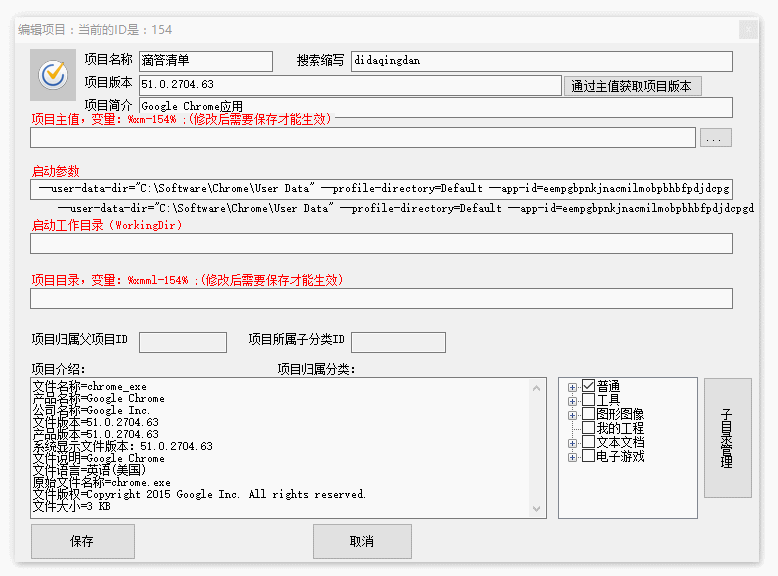 编辑项目：当前的ID是：154
项目名称 滴答清单 搜索缩写 didaqingdan
项目版本 51.0.2704.63 通过主值获取项目版本
项目简介 Google Chrome应用
项目主值，变量：%xm-154% ;(修改后需要保存才能生效)
...
启动参数
--user-data-dir="C:\Software\Chrome\User Data" --profile-directory=Default --app-id=eempgbpnkjnacmilmobpbhbfpdjdcpg
--user-data-dir="C:\Software\Chrome\User Data" --profile-directory=Default --app-id=eempgbpnkjnacmilmobpbhbfpdjdcpgd
启动工作目录（WorkingDir）
项目目录，变量：%xmml-154% ;(修改后需要保存才能生效)
项目归属父项目ID 项目所属子分类ID
项目介绍： 项目归属分类：
文件名称=chrome_exe
产品名称=Google Chrome
公司名称=Google Inc.
文件版本=51.0.2704.63
产品版本=51.0.2704.63
系统显示文件版本：51.0.2704.63
文件说明=Google Chrome
文件语言=英语(美国)
原始文件名称=chrome.exe
文件版权=Copyright 2015 Google Inc. All rights reserved.
文件大小=3 KB
普通
工具
图形图像
我的工程
文本文档
电子游戏
子目录管理
保存 取消